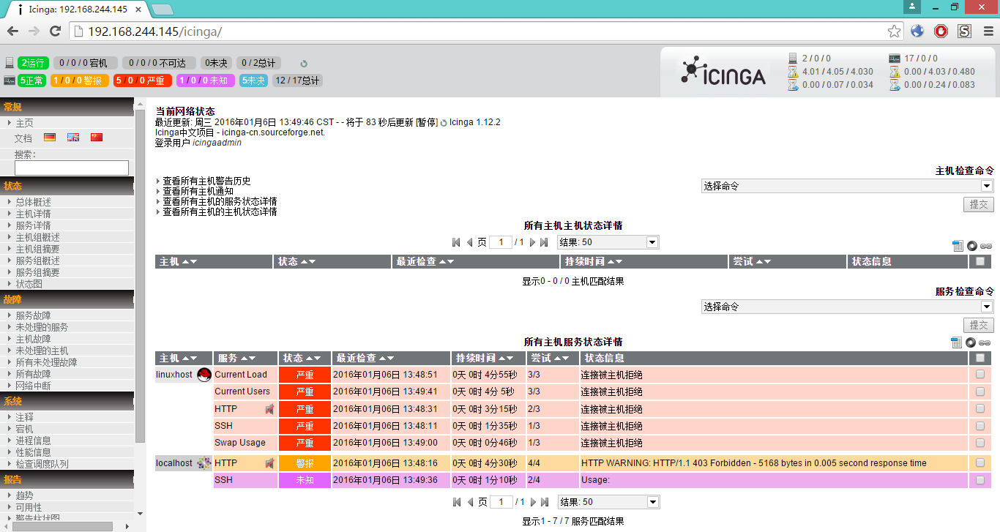 Icinga: 192.168.244.145
192.168.244.145/icinga/
2运行 0 / 0 / 0 宕机 0 / 0 / 0 不可达 0未决 0 / 2总计
5正常 1 / 0 / 0 警报 5 / 0 / 0 严重 1 / 0 / 0 未知 5未决 12 / 17总计
ICINGA
2 / 0 / 0 17 / 0 / 0
4.01 / 4.05 / 4.030 0.00 / 4.03 / 0.480
0.00 / 0.07 / 0.034 0.00 / 0.24 / 0.083
常规
主页
文档
搜索:
状态
总体概述
主机详情
服务详情
主机组概述
主机组摘要
服务组概述
服务组摘要
状态图
故障
服务故障
未处理的服务
主机故障
未处理的主机
所有未处理故障
所有故障
网络中断
系统
注释
宕机
进程信息
性能信息
检查调度队列
报告
趋势
可用性
警告柱状图
当前网络状态
最近更新: 周三 2016年01月6日 13:49:46 CST - - 将于 83 秒后更新 [暂停] Icinga 1.12.2
Icinga中文项目 - icinga-cn.sourceforge.net.
登录用户 icingaadmin
查看所有主机警告历史
查看所有主机通知
查看所有主机的服务状态详情
查看所有主机的主机状态详情
主机检查命令
选择命令
提交
所有主机主机状态详情
页 1 / 1 结果: 50
主机 状态 最近检查 持续时间 尝试 状态信息
显示0 - 0 / 0 主机匹配结果
服务检查命令
选择命令
提交
所有主机服务状态详情
主机 服务 状态 最近检查 持续时间 尝试 状态信息
linuxhost Current Load 严重 2016年01月06日 13:48:51 0天 0时 4分55秒 3/3 连接被主机拒绝
Current Users 严重 2016年01月06日 13:49:41 0天 0时 4分 5秒 3/3 连接被主机拒绝
HTTP 严重 2016年01月06日 13:48:31 0天 0时 3分15秒 2/3 连接被主机拒绝
SSH 严重 2016年01月06日 13:48:11 0天 0时 1分35秒 1/3 连接被主机拒绝
Swap Usage 严重 2016年01月06日 13:49:00 0天 0时 0分46秒 1/3 连接被主机拒绝
localhost HTTP 警报 2016年01月06日 13:48:16 0天 0时 4分30秒 4/4 HTTP WARNING: HTTP/1.1 403 Forbidden - 5168 bytes in 0.005 second response time
SSH 未知 2016年01月06日 13:49:36 0天 0时 1分10秒 2/4 Usage:
页 1 / 1 结果: 50
显示1 - 7 / 7 服务匹配结果